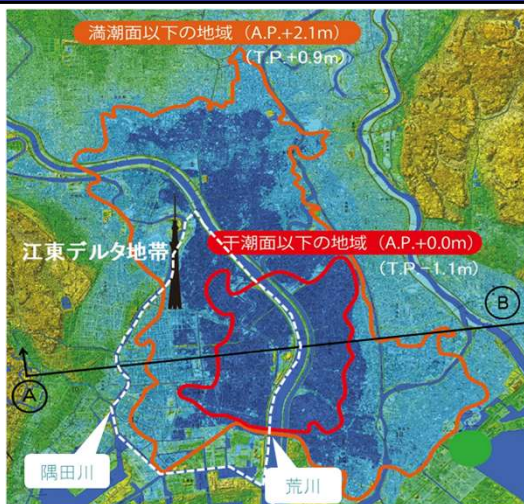 満潮面以下の地域（A.P.+2.1m）
（T.P.+0.9m）
江東デルタ地帯
干潮面以下の地域（A.P.+0.0m）
（T.P.-1.1m）
B
A
隅田川
荒川